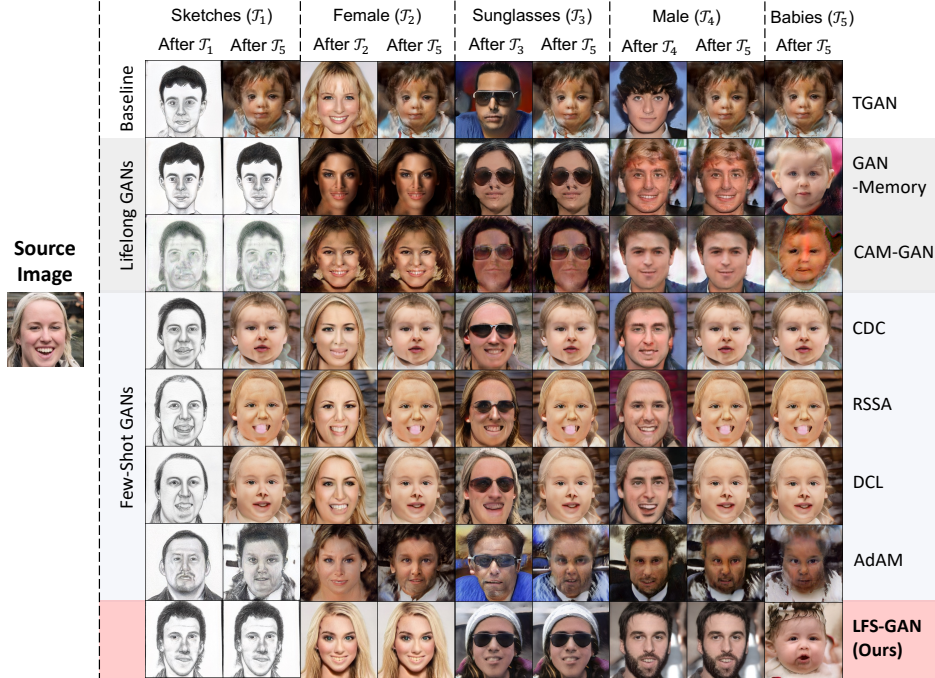 Sketches (𝒯₁) Female (𝒯₂) Sunglasses (𝒯₃) Male (𝒯₄) Babies (𝒯₅)
After 𝒯₁ After 𝒯₅ After 𝒯₂ After 𝒯₅ After 𝒯₃ After 𝒯₅ After 𝒯₄ After 𝒯₅ After 𝒯₅
Source
Image
Baseline
Lifelong GANs
Few-Shot GANs
TGAN
GAN
-Memory
CAM-GAN
CDC
RSSA
DCL
AdAM
LFS-GAN
(Ours)